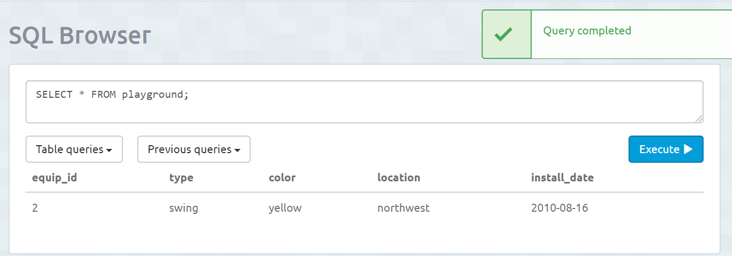 SQL Browser
Query completed
SELECT * FROM playground;
Table queries
Previous queries
Execute
equip_id type color location install_date
2 swing yellow northwest 2010-08-16